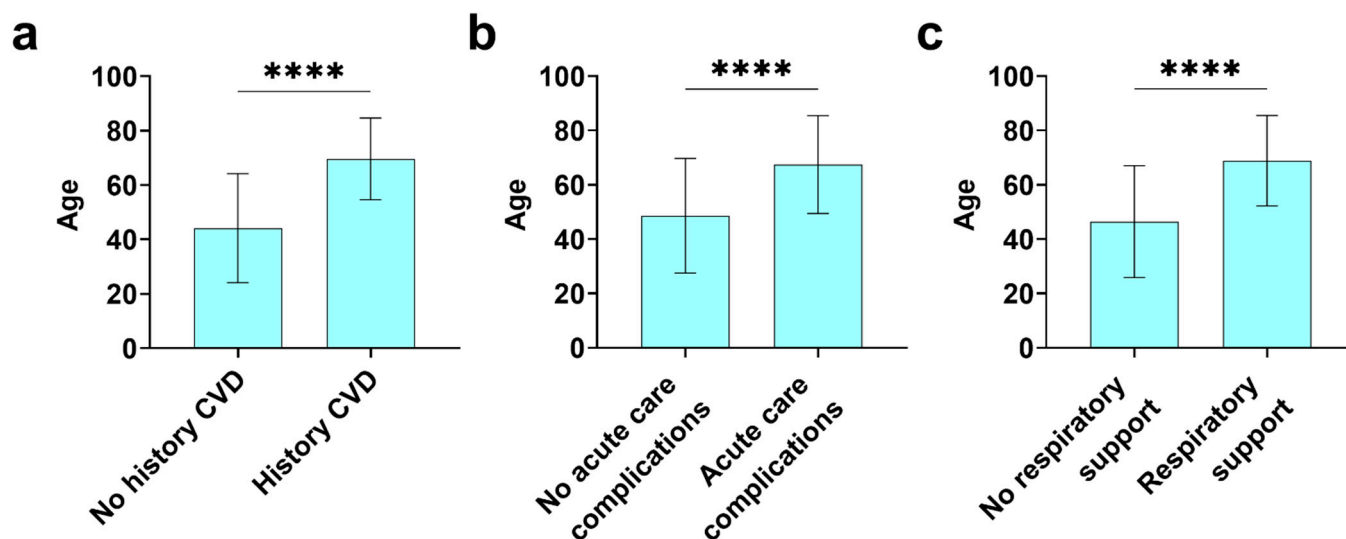 a
****
Age
100
80
60
40
20
0
No history CVD
History CVD
b
****
Age
100
80
60
40
20
0
No acute care
complications
Acute care
complications
c
****
Age
100
80
60
40
20
0
No respiratory
support
Respiratory
support